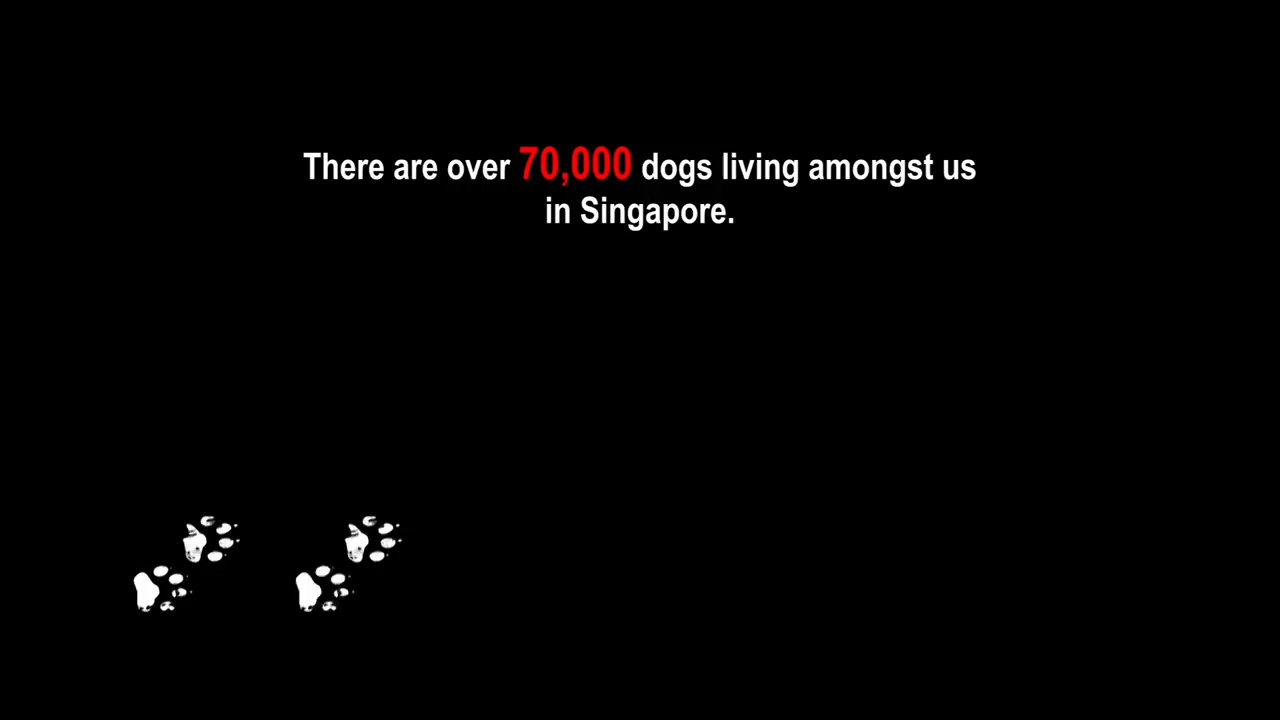 There are over 70,000 dogs living amongst us
in Singapore.